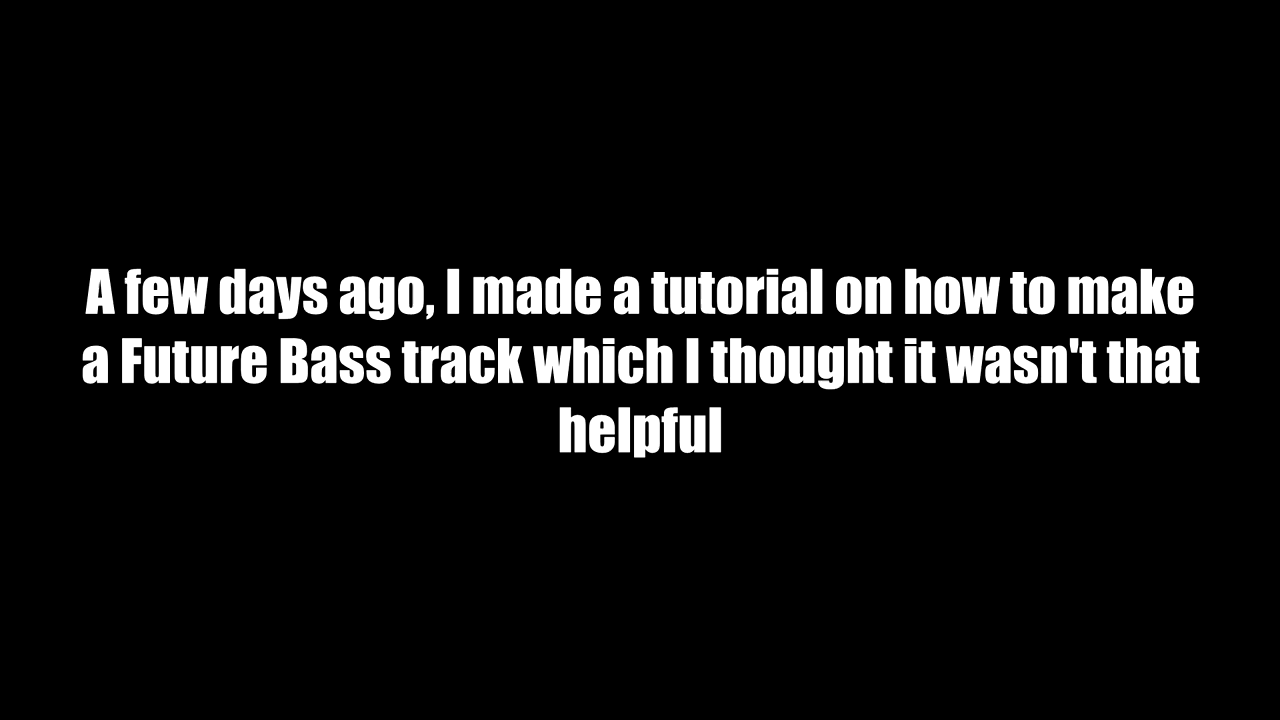 A few days ago, I made a tutorial on how to make
a Future Bass track which I thought it wasn't that
helpful